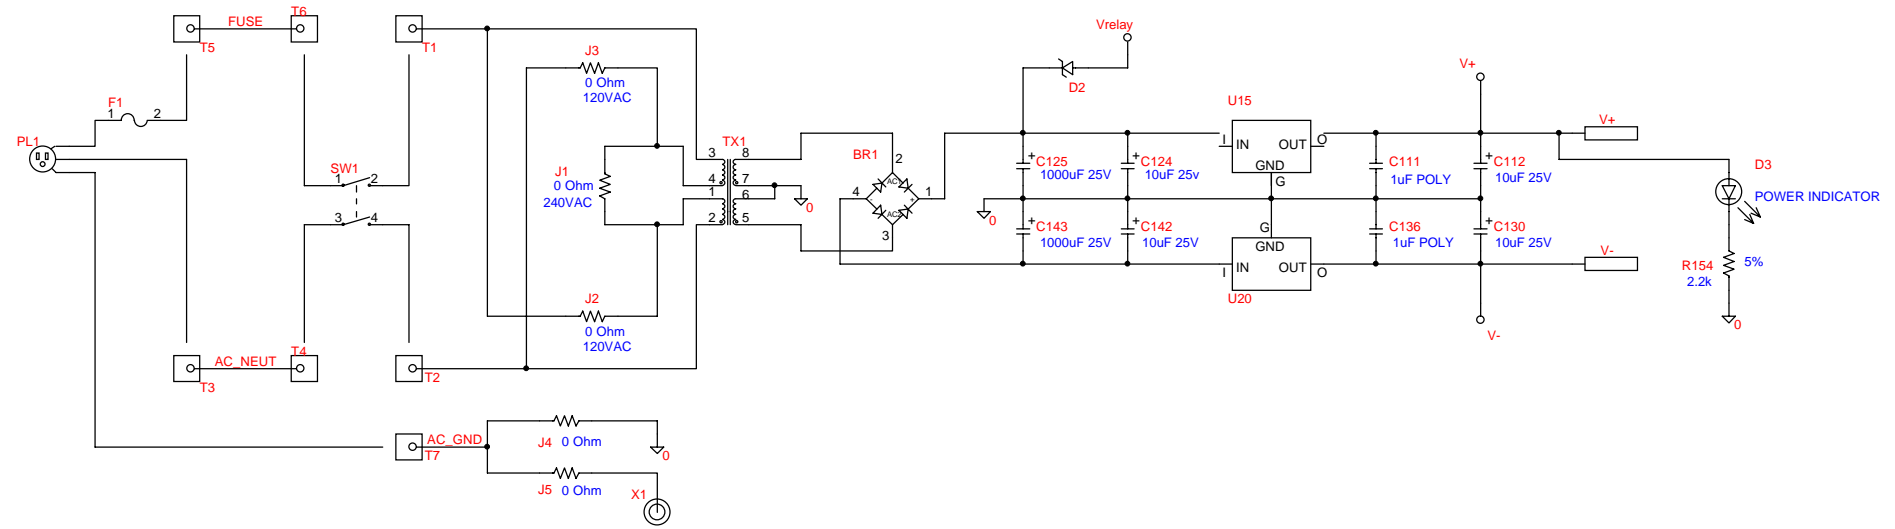 FUSE
T5
T6
T1
F1
1 2
PL1
SW1
1 2
3 4
AC_NEUT
T3
T4
T2
AC_GND
T7
J3
0 Ohm
120VAC
J1
0 Ohm
240VAC
J2
0 Ohm
120VAC
J4 0 Ohm
0
J5 0 Ohm
X1
TX1
3 8
4 7
1 6
2 5
0
BR1
2
4 1
3
AC1
AC2
- +
Vrelay
D2
0
+ C125
1000uF 25V
+ C124
10uF 25v
+ C143
1000uF 25V
+ C142
10uF 25V
U15
I IN OUT O
GND
G
G
GND
I IN OUT O
U20
C111
1uF POLY
+ C112
10uF 25V
C136
1uF POLY
+ C130
10uF 25V
V+
V+
V-
V-
D3
POWER INDICATOR
R154 5%
2.2k
0